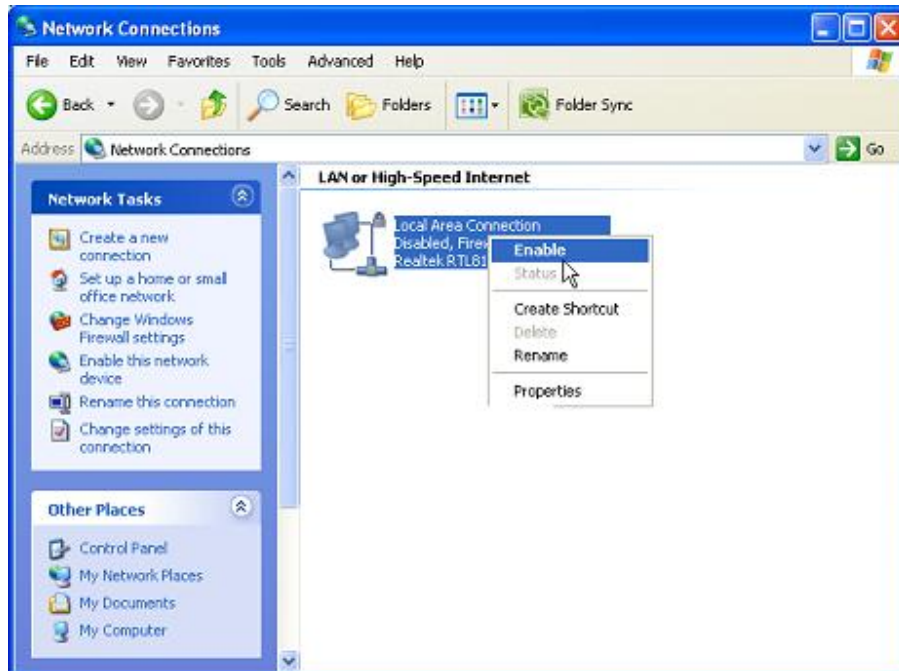 Network Connections
File Edit View Favorites Tools Advanced Help
Back Search Folders Folder Sync
Address Network Connections Go
Network Tasks
Create a new
connection
Set up a home or small
office network
Change Windows
Firewall settings
Enable this network
device
Rename this connection
Change settings of this
connection
Other Places
Control Panel
My Network Places
My Documents
My Computer
LAN or High-Speed Internet
Local Area Connection
Disabled,
Realtek
Enable
Status
Create Shortcut
Delete
Rename
Properties